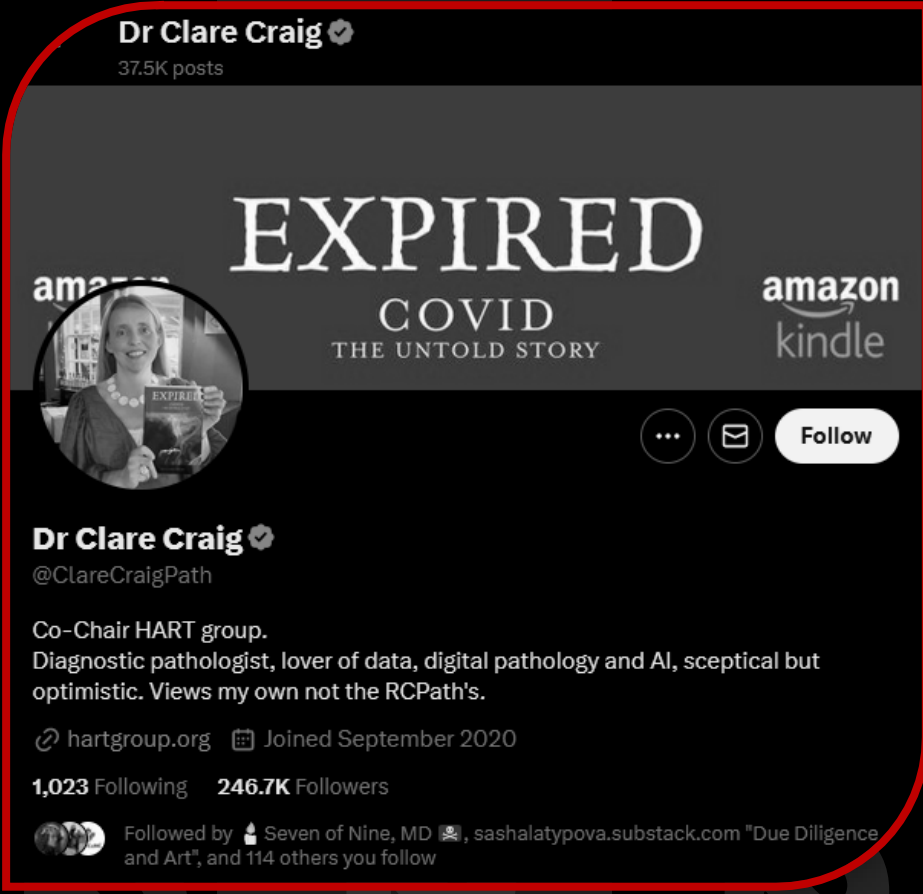 Dr Clare Craig
37.5K posts
EXPIRED
COVID
THE UNTOLD STORY
amazon
amazon
kindle
EXPIRED
Follow
Dr Clare Craig
@ClareCraigPath
Co-Chair HART group.
Diagnostic pathologist, lover of data, digital pathology and AI, sceptical but
optimistic. Views my own not the RCPath's.
hartgroup.org Joined September 2020
1,023 Following 246.7K Followers
Followed by 🕯 Seven of Nine, MD ☠, sashalatypova.substack.com "Due Diligence
and Art", and 114 others you follow